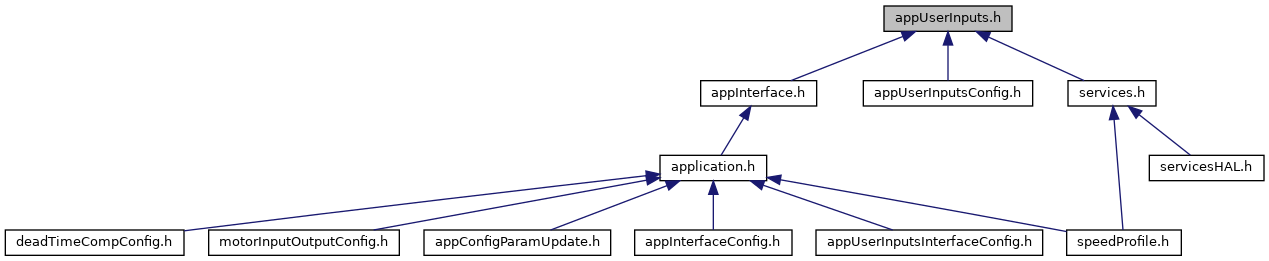 appUserInputs.h
appInterface.h
appUserInputsConfig.h
services.h
application.h
servicesHAL.h
deadTimeCompConfig.h
motorInputOutputConfig.h
appConfigParamUpdate.h
appInterfaceConfig.h
appUserInputsInterfaceConfig.h
speedProfile.h